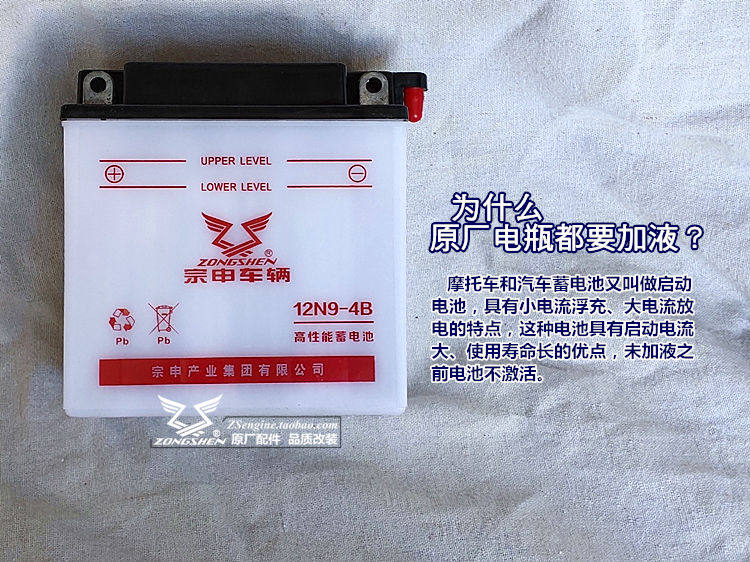 UPPER LEVEL
LOWER LEVEL
ZONGSHEN®
宗申车辆
12N9-4B
Pb
Pb
高性能蓄电池
宗申产业集团有限公司
ZSengine.taobao.com
ZONGSHEN®
原厂配件 品质改装
为什么
原厂电瓶都要加液？
摩托车和汽车蓄电池又叫做启动
电池，具有小电流浮充、大电流放
电的特点，这种电池具有启动电流
大、使用寿命长的优点，未加液之
前电池不激活。